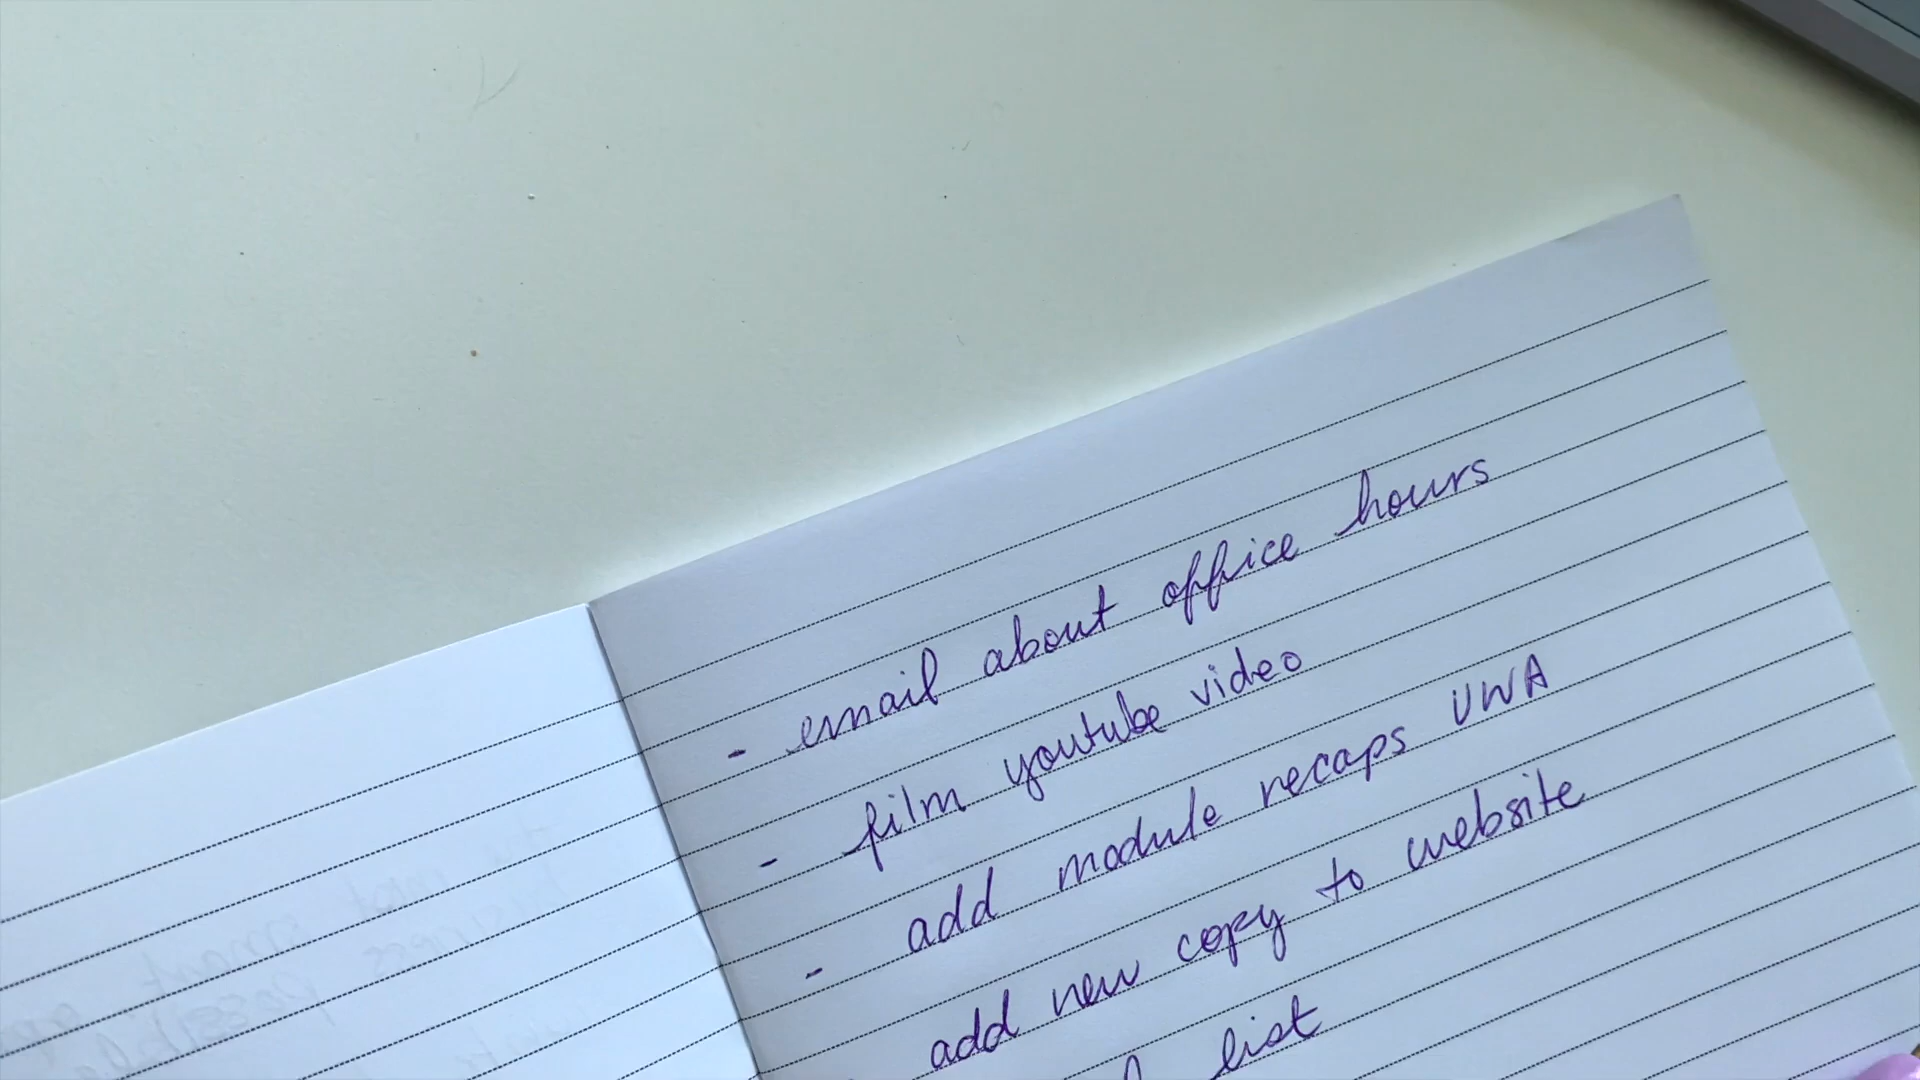 - email about office hours
- film youtube video
- add module recaps UWA
add new copy to website
list